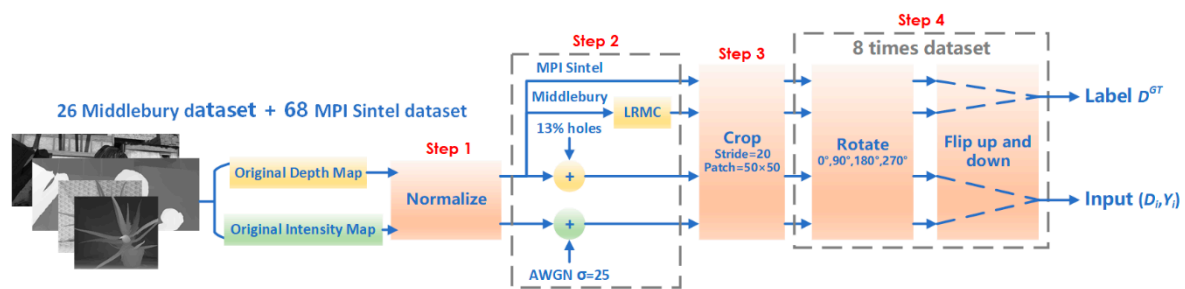 Step 4
Step 2
8 times dataset
Step 3
MPI Sintel
26 Middlebury dataset + 68 MPI Sintel dataset
Middlebury
LRMC
Label D^GT
13% holes
Step 1
Crop
Stride=20
Patch=50×50
Rotate
0°,90°,180°,270°
Flip up and
down
Original Depth Map
+
Normalize
Input (D_i,Y_i)
Original Intensity Map
+
AWGN σ=25